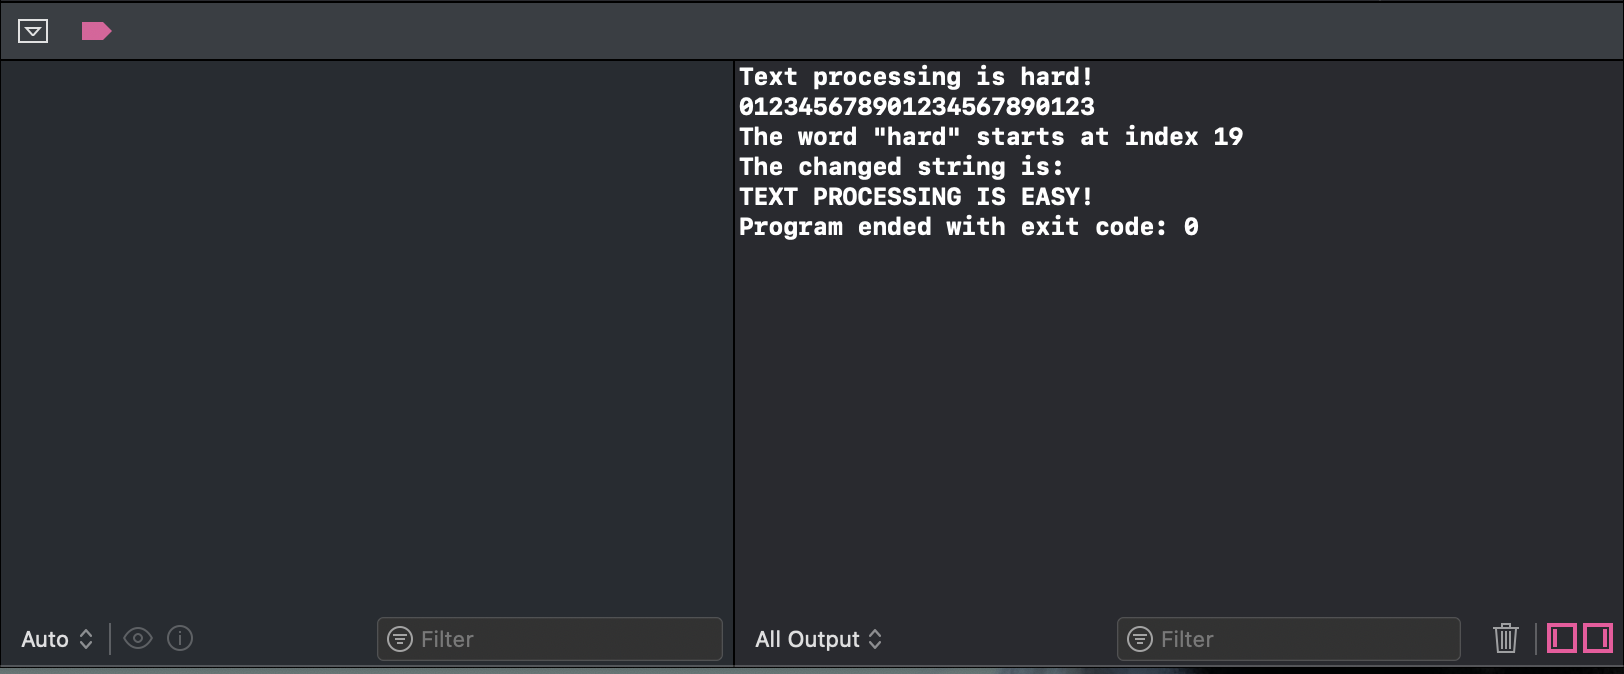 Text processing is hard!
012345678901234567890123
The word "hard" starts at index 19
The changed string is:
TEXT PROCESSING IS EASY!
Program ended with exit code: 0
Auto
Filter
All Output
Filter